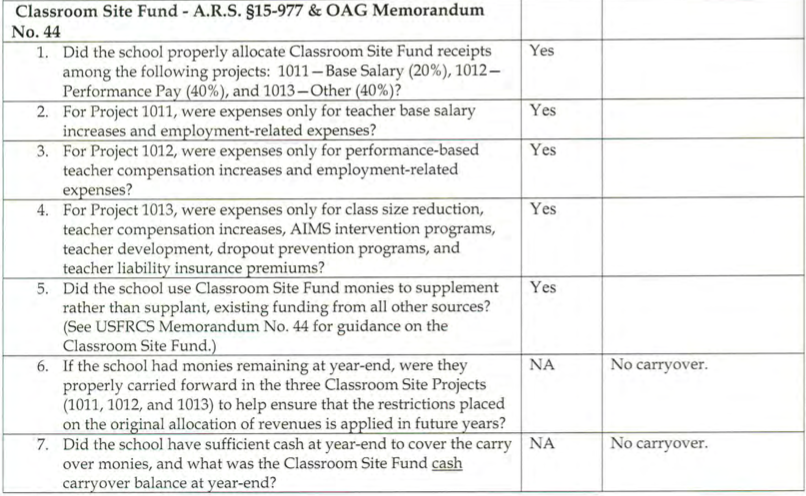 Classroom Site Fund - A.R.S. §15-977 & OAG Memorandum
No. 44
1. Did the school properly allocate Classroom Site Fund receipts Yes
among the following projects: 1011—Base Salary (20%), 1012—
Performance Pay (40%), and 1013—Other (40%)?
2. For Project 1011, were expenses only for teacher base salary Yes
increases and employment-related expenses?
3. For Project 1012, were expenses only for performance-based Yes
teacher compensation increases and employment-related
expenses?
4. For Project 1013, were expenses only for class size reduction, Yes
teacher compensation increases, AIMS intervention programs,
teacher development, dropout prevention programs, and
teacher liability insurance premiums?
5. Did the school use Classroom Site Fund monies to supplement Yes
rather than supplant, existing funding from all other sources?
(See USFRCS Memorandum No. 44 for guidance on the
Classroom Site Fund.)
6. If the school had monies remaining at year-end, were they NA No carryover.
properly carried forward in the three Classroom Site Projects
(1011, 1012, and 1013) to help ensure that the restrictions placed
on the original allocation of revenues is applied in future years?
7. Did the school have sufficient cash at year-end to cover the carry NA No carryover.
over monies, and what was the Classroom Site Fund cash
carryover balance at year-end?